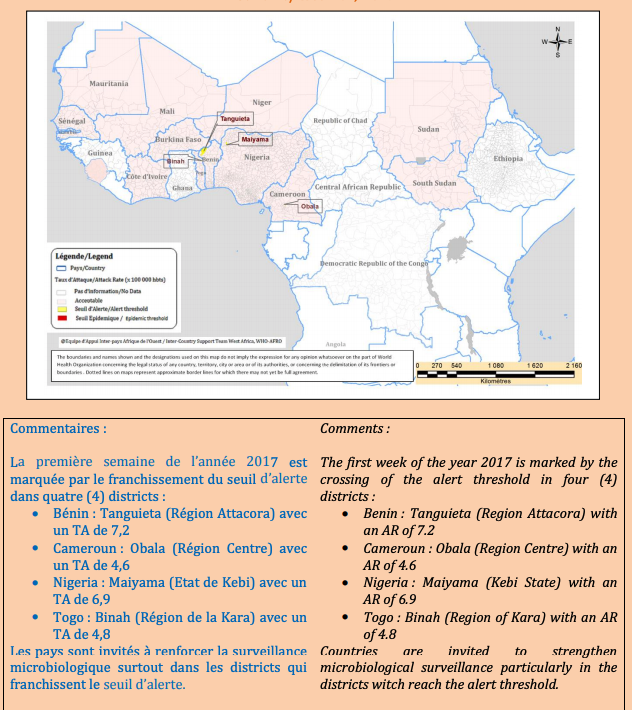 N
W E
S
Mauritania
Mali
Niger
Sénégal
Tanguieta
Republic of Chad
Sudan
Burkina Faso
Maiyama
Guinea
Binah
Benin
Nigeria
Ethiopia
Côte d'Ivoire
Togo
Ghana
Cameroon
Central African Republic
South Sudan
Obala
Democratic Republic of the Congo
Angola
Légende/Legend
Pays/Country
Taux d'Attaque/Attack Rate (x 100 000 hbts)
Pas d'information/No Data
Acceptable
Seuil d'Alerte/Alert threshold
Seuil Epidemique / Epidemic threshold
@Equipe d'Appui Inter-pays Afrique de l'Ouest / Inter-Country Support Team West Africa, WHO-AFRO
The boundaries and names shown and the designations used on this map do not imply the expression for any opinion whatsoever on the part of World
Health Organization concerning the legal status of any country, territory, city or area or of its authorities, or concerning the delimitation of its frontiers or
boundaries . Dotted lines on maps represent approximate border lines for which there may not yet be full agreement.
0 270 540 1 080 1 620 2 160
Kilomètres
Commentaires :
La première semaine de l'année 2017 est
marquée par le franchissement du seuil d'alerte
dans quatre (4) districts :
• Bénin : Tanguieta (Région Attacora) avec
un TA de 7,2
• Cameroun : Obala (Région Centre) avec
un TA de 4,6
• Nigeria : Maiyama (Etat de Kebi) avec un
TA de 6,9
• Togo : Binah (Région de la Kara) avec un
TA de 4,8
Les pays sont invités à renforcer la surveillance
microbiologique surtout dans les districts qui
franchissent le seuil d'alerte.
Comments :
The first week of the year 2017 is marked by the
crossing of the alert threshold in four (4)
districts :
• Benin : Tanguieta (Region Attacora) with
an AR of 7.2
• Cameroun : Obala (Region Centre) with an
AR of 4.6
• Nigeria : Maiyama (Kebi State) with an
AR of 6.9
• Togo : Binah (Region of Kara) with an AR
of 4.8
Countries are invited to strengthen
microbiological surveillance particularly in the
districts witch reach the alert threshold.